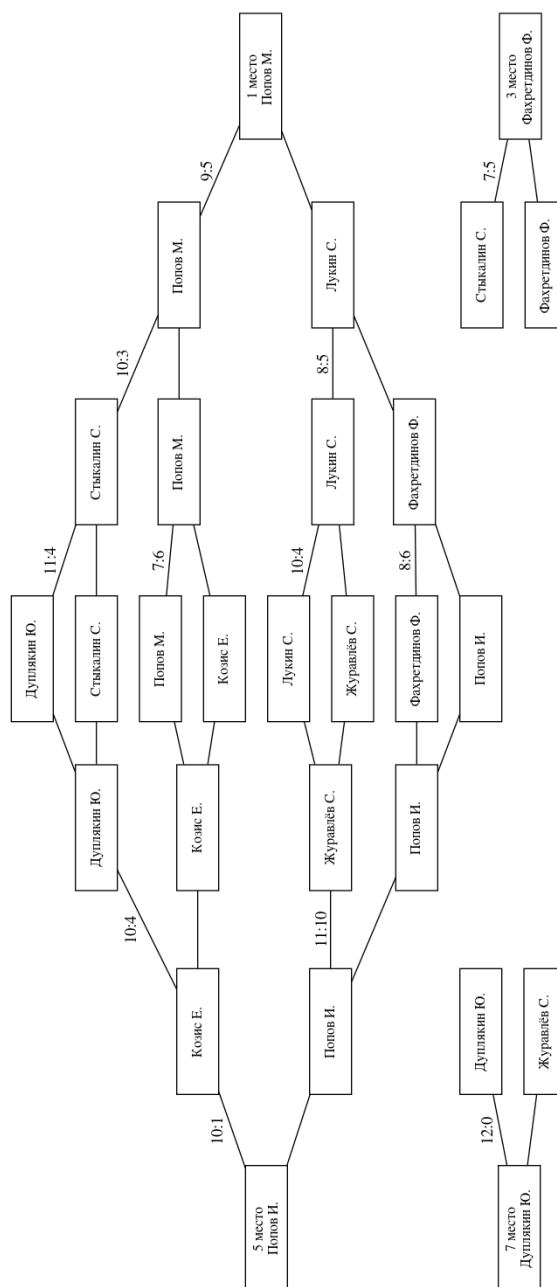 Дуплякин Ю.
11:4
Дуплякин Ю.
Стыкалин С.
Стыкалин С.
10:4
10:3
Попов М.
7:6
Попов М.
Попов М.
Козис Е.
Козис Е.
9:5
10:1
Козис Е.
5 место
Попов И.
1 место
Попов М.
Лукин С.
10:4
Попов И.
11:10
Журавлёв С.
Лукин С.
8:5
Лукин С.
Журавлёв С.
Попов И.
Фахретдинов Ф.
8:6
Фахретдинов Ф.
Попов И.
Дуплякин Ю.
Стыкалин С.
12:0
7:5
7 место
Дуплякин Ю.
3 место
Фахретдинов Ф.
Журавлёв С.
Фахретдинов Ф.